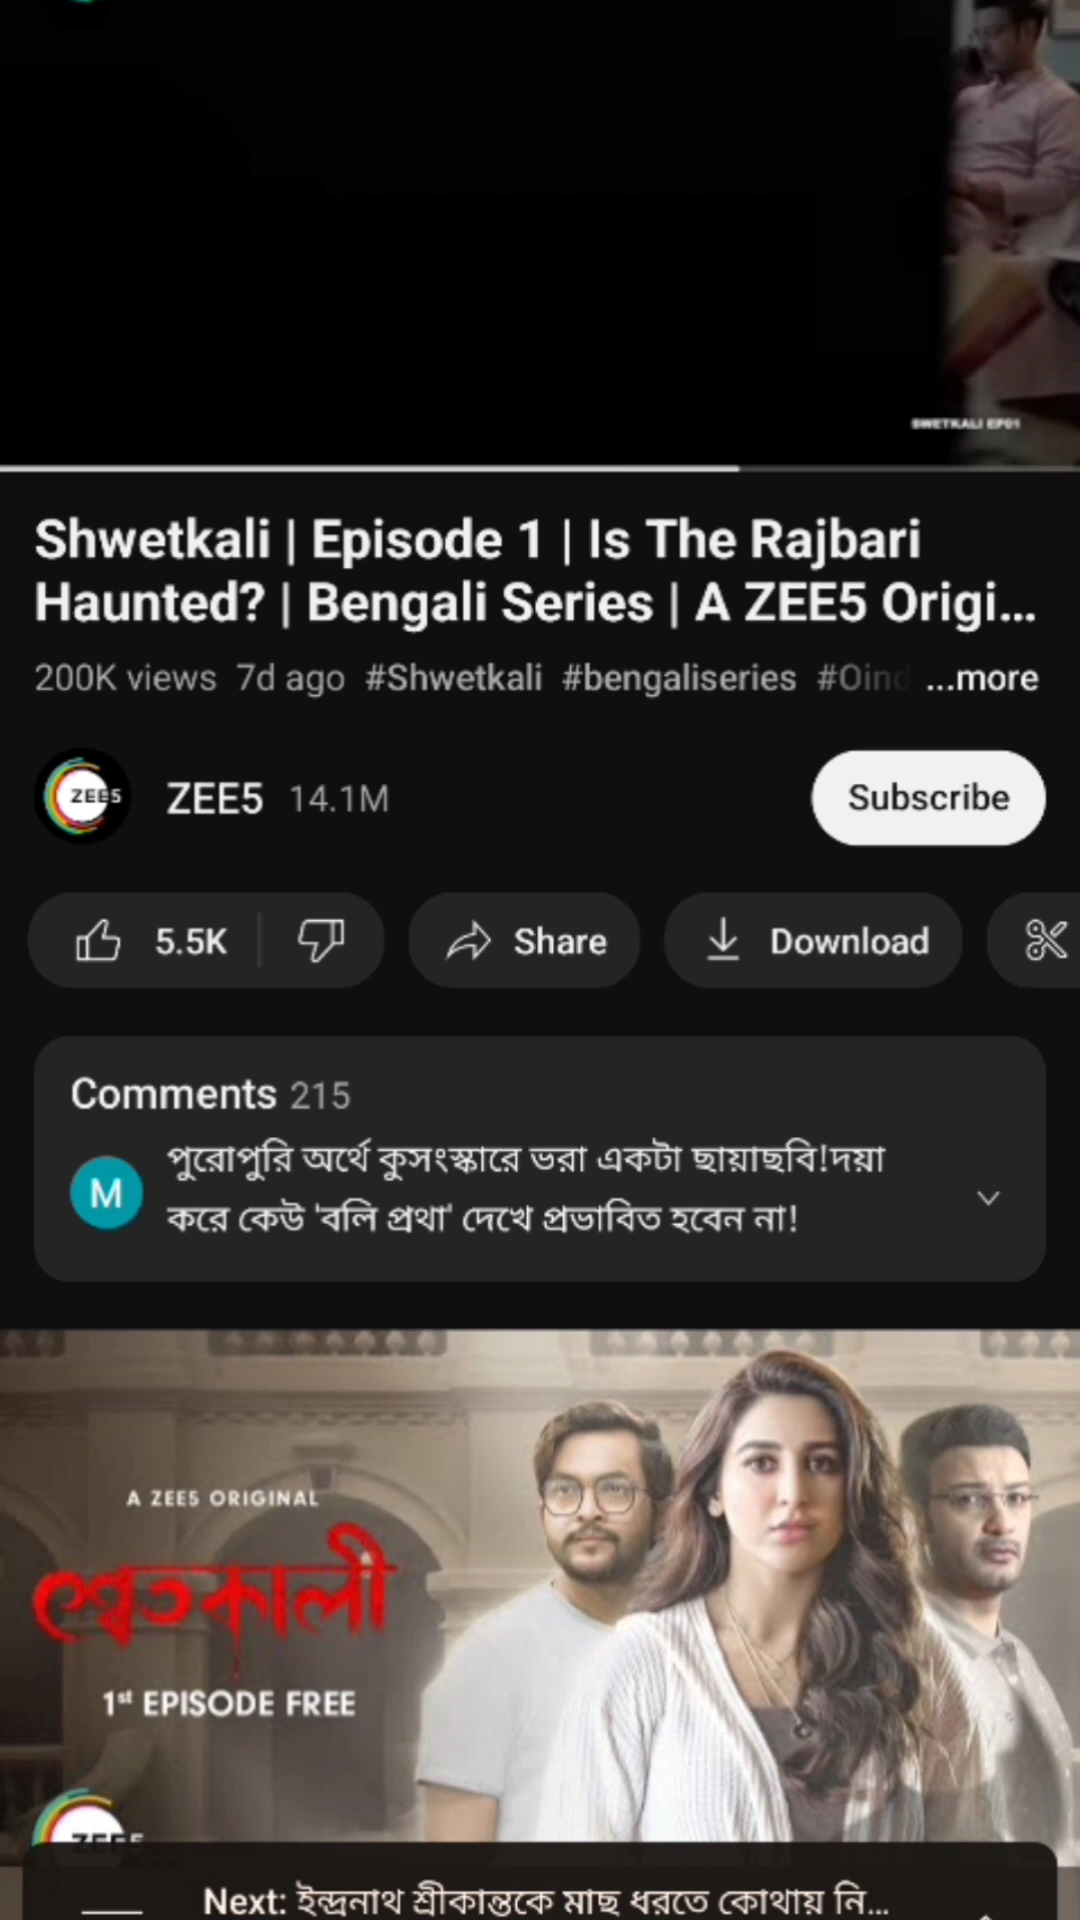 SWETKALI EP01
Shwetkali | Episode 1 | Is The Rajbari
Haunted? | Bengali Series | A ZEE5 Origi...
200K views 7d ago #Shwetkali #bengaliseries #Oind ...more
ZEE5
ZEE5 14.1M
Subscribe
5.5K
Share
Download
Comments 215
M
পুরোপুরি অর্থে কুসংস্কারে ভরা একটা ছায়াছবি!দয়া
করে কেউ 'বলি প্রথা' দেখে প্রভাবিত হবেন না!
A ZEE5 ORIGINAL
শ্বেতকালী
1st EPISODE FREE
ZEE5
Next: ইন্দ্রনাথ শ্রীকান্তকে মাছ ধরতে কোথায় নি...